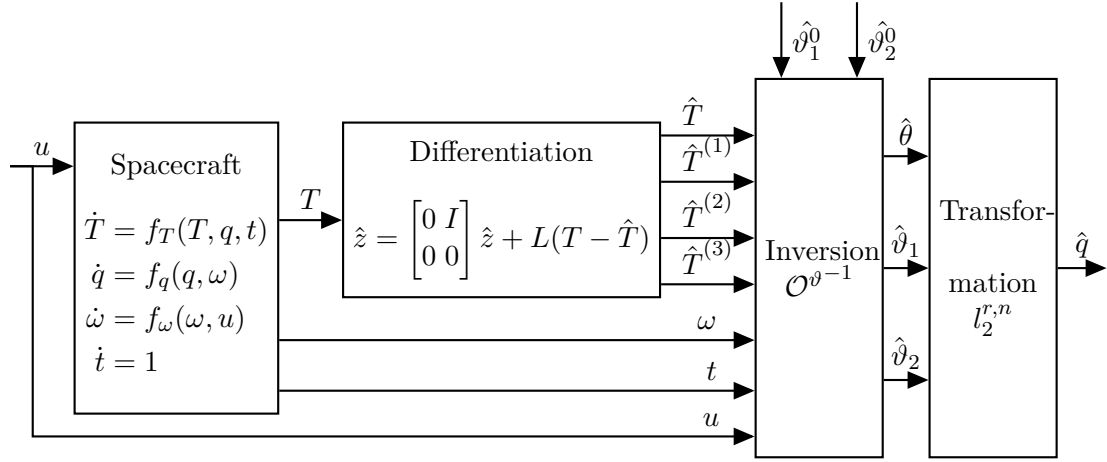 ϑ̂₁⁰ ϑ̂₂⁰
u
Spacecraft
Ṫ = f_T(T, q, t)
q̇ = f_q(q, ω)
ω̇ = f_ω(ω, u)
ṫ = 1
T
Differentiation
ẑ = [0 I; 0 0] ẑ + L(T − T̂)
T̂
T̂⁽¹⁾
T̂⁽²⁾
T̂⁽³⁾
ω
t
u
Inversion
𝒪^ϑ⁻¹
θ̂
ϑ̂₁
ϑ̂₂
Transfor-
mation
l₂^{r,n}
q̂